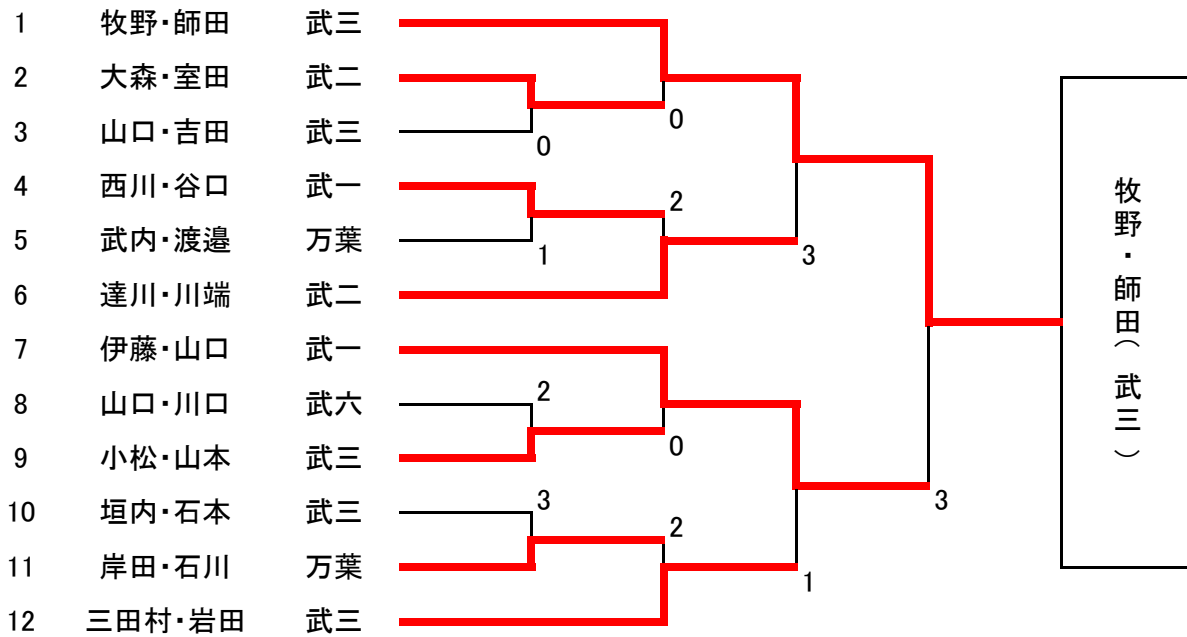 1 牧野・師田 武三
2 大森・室田 武二
0
3 山口・吉田 武三
0
4 西川・谷口 武一
2
5 武内・渡邉 万葉
1
3
6 達川・川端 武二
7 伊藤・山口 武一
2
8 山口・川口 武六
0
9 小松・山本 武三
3
3
10 垣内・石本 武三
2
11 岸田・石川 万葉
1
12 三田村・岩田 武三
牧野・師田（武三）